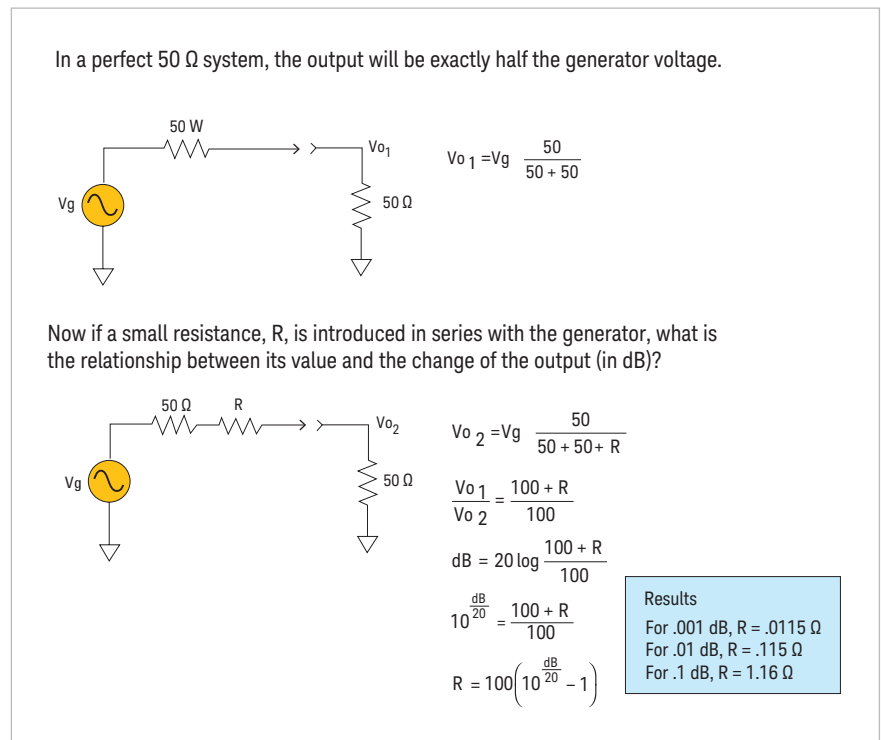 In a perfect 50 Ω system, the output will be exactly half the generator voltage.
50 W
Vo1
Vg
50 Ω
Vo 1 =Vg 50
50 + 50
Now if a small resistance, R, is introduced in series with the generator, what is
the relationship between its value and the change of the output (in dB)?
50 Ω R
Vo2
Vg
50 Ω
Vo 2 =Vg 50
50 + 50+ R
Vo 1 = 100 + R
Vo 2 100
dB = 20 log 100 + R
100
10 dB
20 = 100 + R
100
R = 100(10 dB
20 – 1)
Results
For .001 dB, R = .0115 Ω
For .01 dB, R = .115 Ω
For .1 dB, R = 1.16 Ω